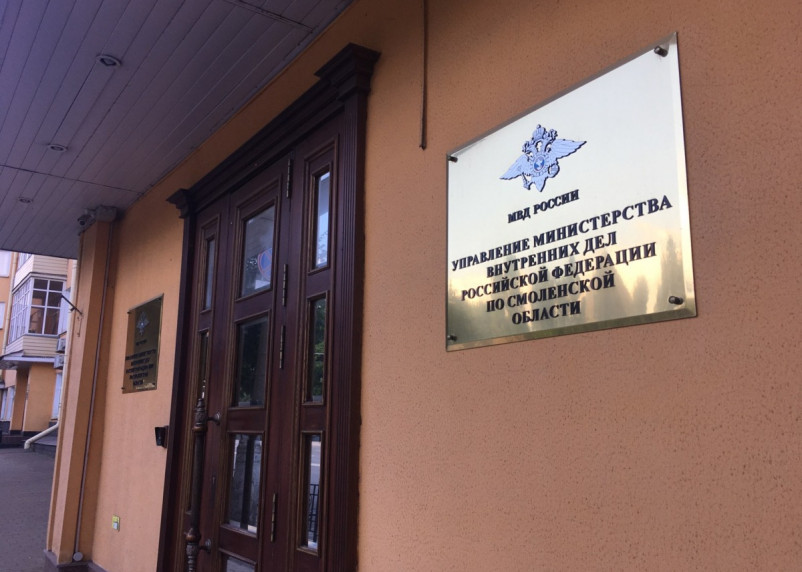 МВД РОССИИ
УПРАВЛЕНИЕ МИНИСТЕРСТВА
ВНУТРЕННИХ ДЕЛ
РОССИЙСКОЙ ФЕДЕРАЦИИ
ПО СМОЛЕНСКОЙ
ОБЛАСТИ